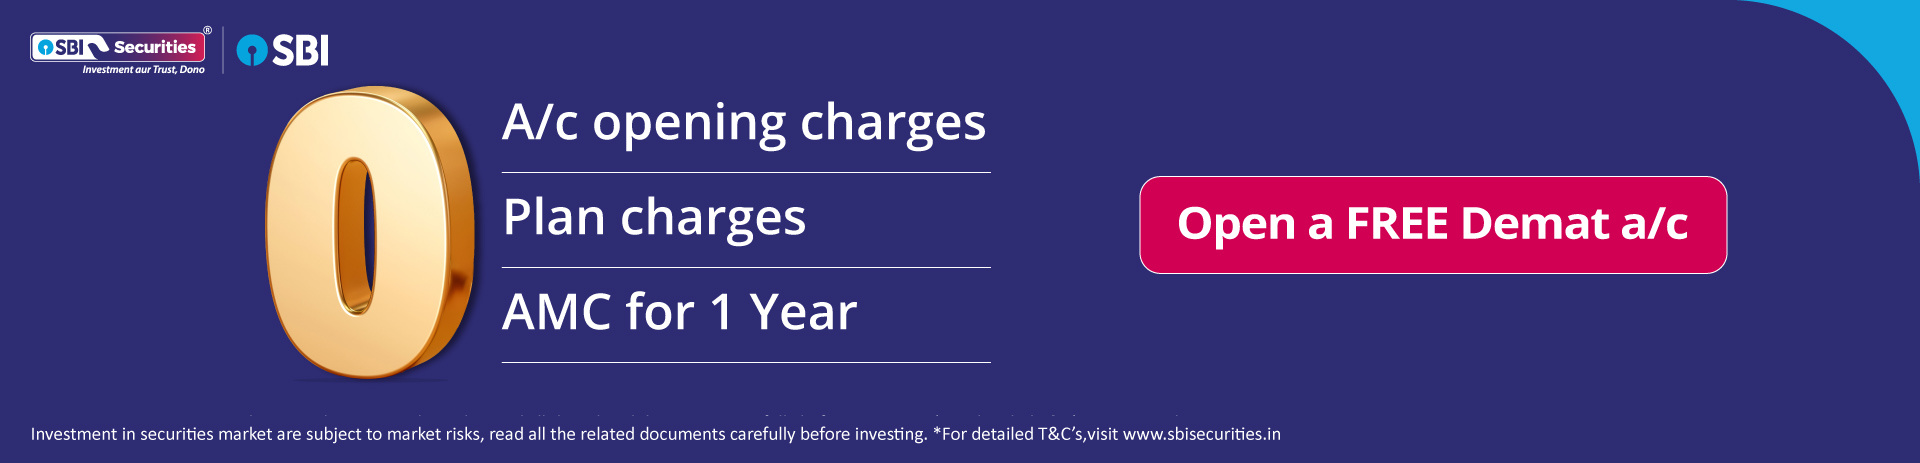 SBI Securities®
Investment aur Trust, Dono
SBI
0
A/c opening charges
Plan charges
AMC for 1 Year
Open a FREE Demat a/c
Investment in securities market are subject to market risks, read all the related documents carefully before investing. *For detailed T&C's,visit www.sbisecurities.in